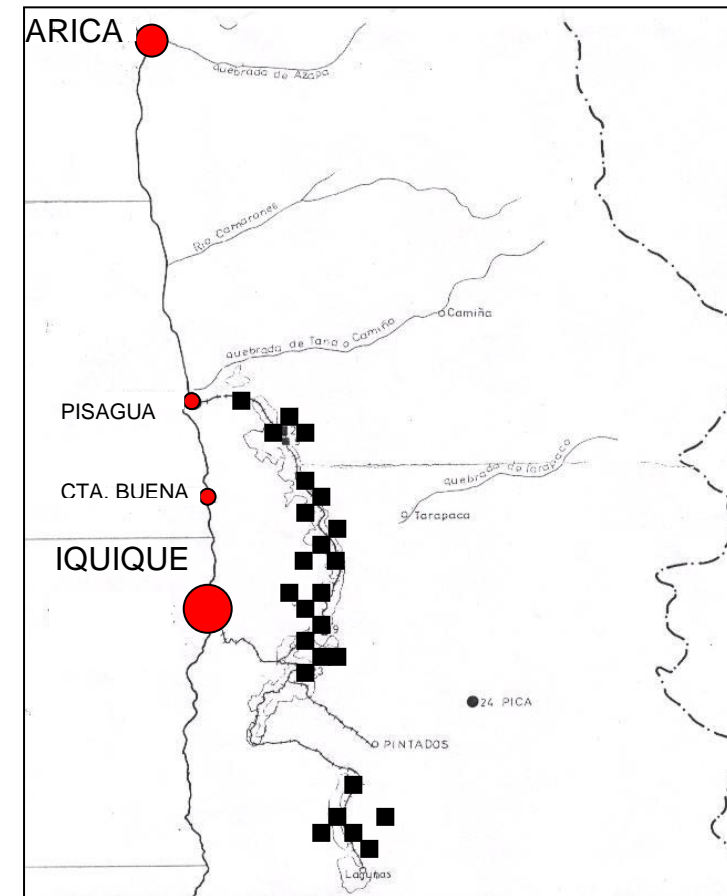 ARICA
quebrada de Azapa
Rio Camarones
Camiña
quebrada de Tana o Camiña
PISAGUA
quebrada de Tarapaca
CTA. BUENA
Tarapaca
IQUIQUE
24 PICA
PINTADOS
Lagunas